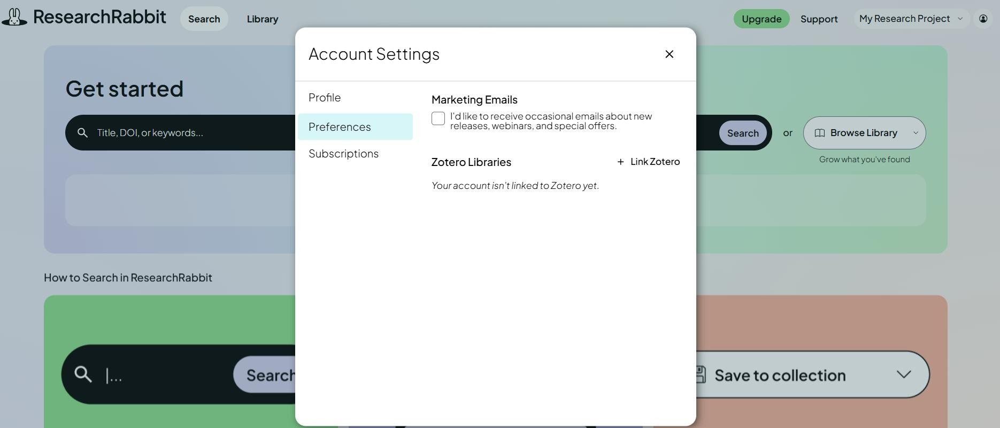 ResearchRabbit
Search
Library
Upgrade
Support
My Research Project
Account Settings
Get started
Profile
Preferences
Subscriptions
Marketing Emails
I'd like to receive occasional emails about new
releases, webinars, and special offers.
Zotero Libraries
+ Link Zotero
Your account isn't linked to Zotero yet.
Title, DOI, or keywords...
Search
or
Browse Library
Grow what you've found
How to Search in ResearchRabbit
|...
Search
Save to collection